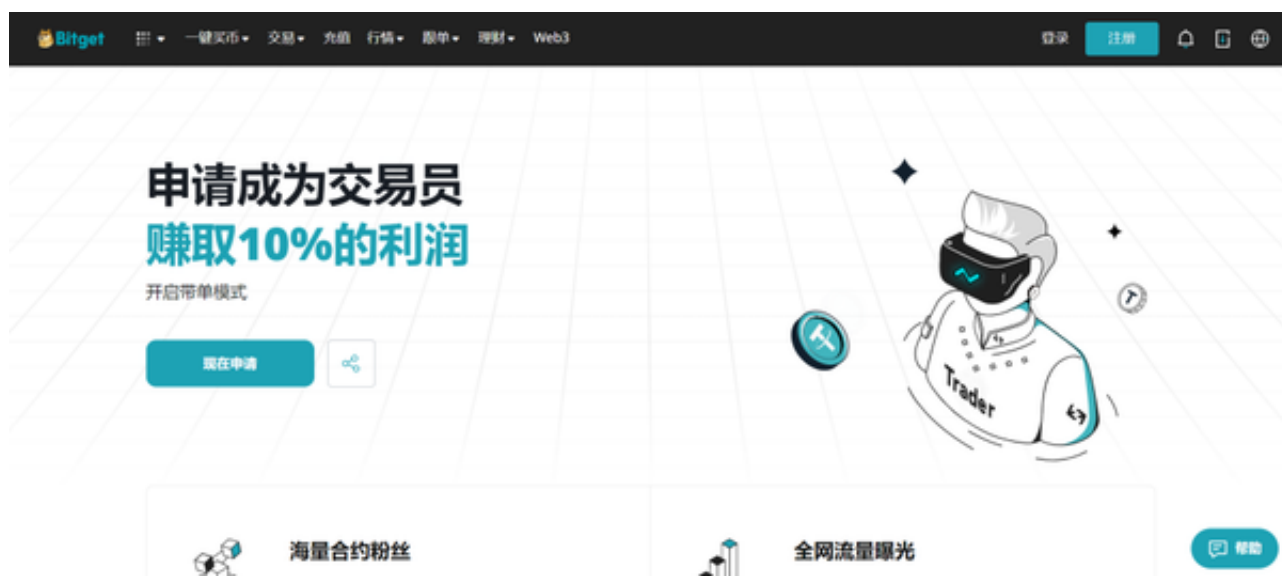 Bitget 一键买币 交易 充值 行情 跟单 理财 Web3 登录 注册
申请成为交易员
赚取10%的利润
开启带单模式
现在申请
Trader
海量合约粉丝 全网流量曝光
帮助